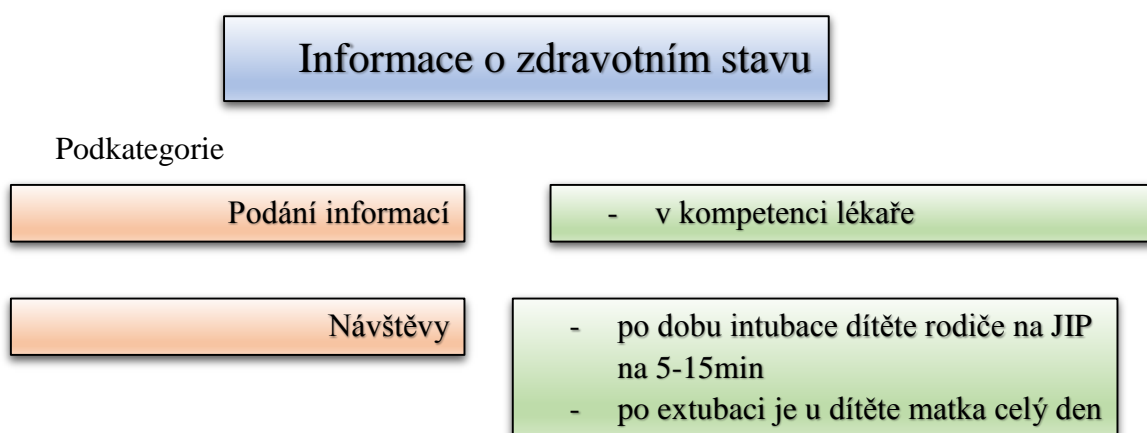 Informace o zdravotním stavu
Podkategorie
Podání informací
- v kompetenci lékaře
Návštěvy
- po dobu intubace dítěte rodiče na JIP
na 5-15min
- po extubaci je u dítěte matka celý den